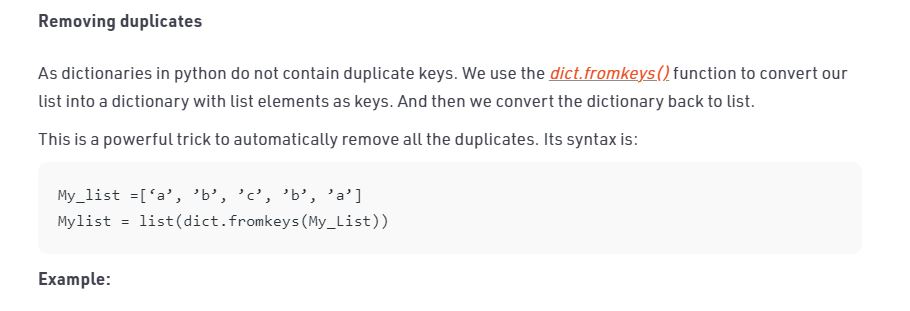 Removing duplicates
As dictionaries in python do not contain duplicate keys. We use the dict.fromkeys() function to convert our
list into a dictionary with list elements as keys. And then we convert the dictionary back to list.
This is a powerful trick to automatically remove all the duplicates. Its syntax is:
My_list =[‘a’, ’b’, ’c’, ’b’, ’a’]
Mylist = list(dict.fromkeys(My_List))
Example: